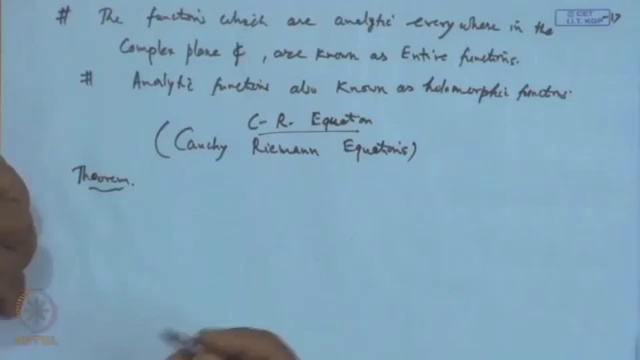 # The functions which are analytic everywhere in the
Complex plane ₵, are known as Entire functions.
# Analytic functions also known as holomorphic functions
C-R. Equation
(Cauchy Riemann Equations)
Theorem.
© CET
I.I.T. KGP
NPTEL